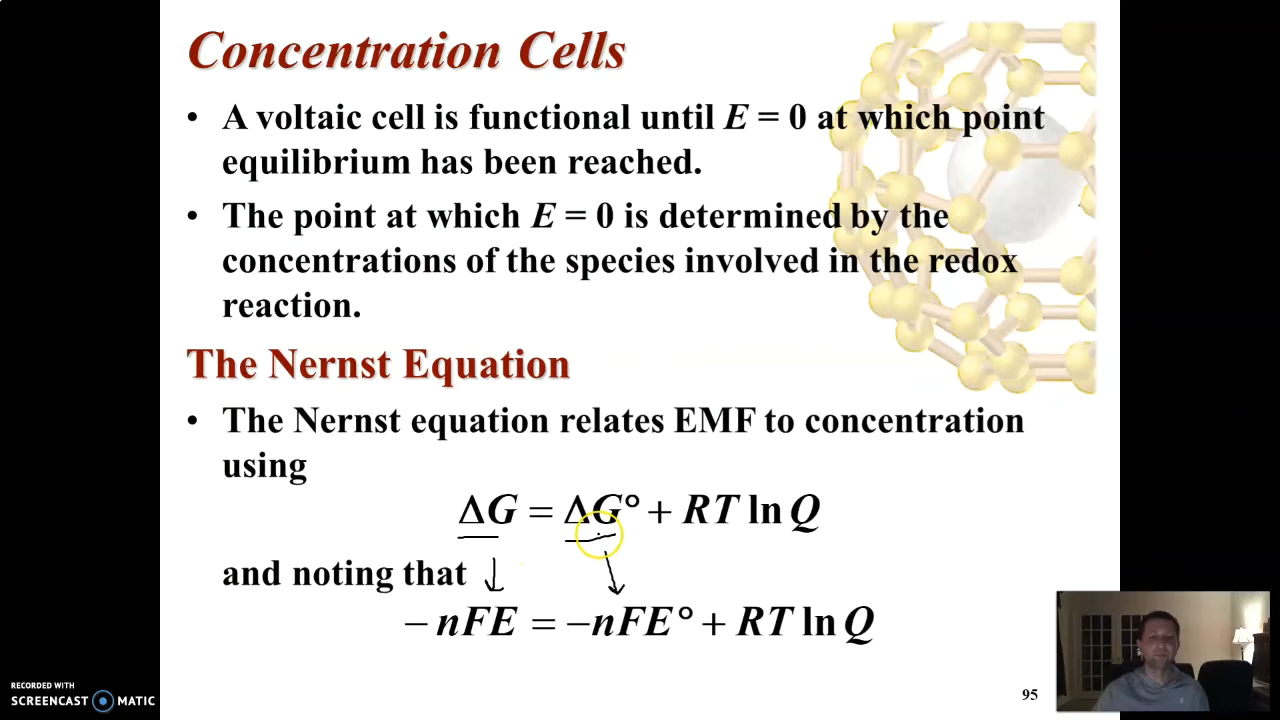 Concentration Cells
• A voltaic cell is functional until E = 0 at which point
equilibrium has been reached.
• The point at which E = 0 is determined by the
concentrations of the species involved in the redox
reaction.
The Nernst Equation
• The Nernst equation relates EMF to concentration
using
ΔG = ΔG° + RT ln Q
and noting that
− nFE = −nFE° + RT ln Q
95
RECORDED WITH
SCREENCAST MATIC